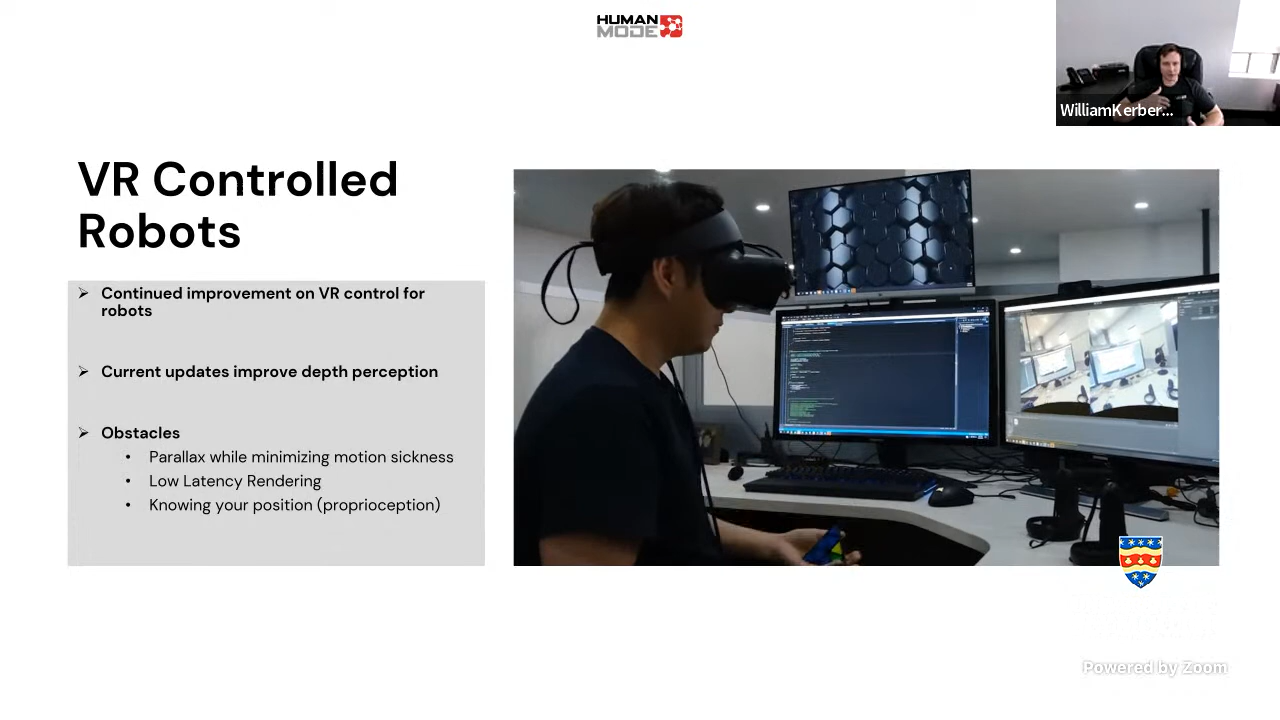 HUMAN
MODE
WilliamKerber...
VR Controlled
Robots
➢ Continued improvement on VR control for
robots
➢ Current updates improve depth perception
➢ Obstacles
• Parallax while minimizing motion sickness
• Low Latency Rendering
• Knowing your position (proprioception)
Powered by Zoom